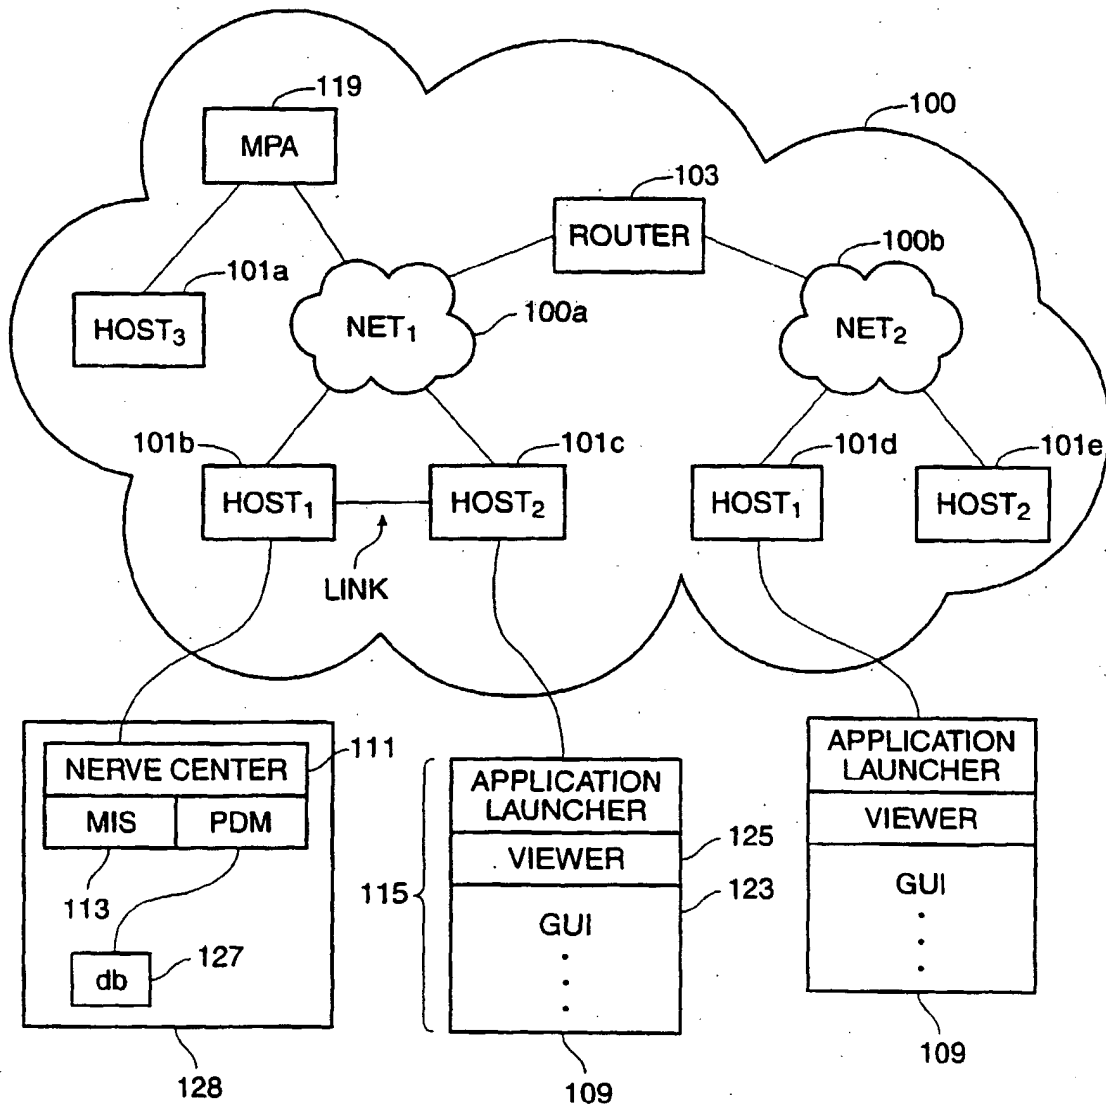 119
MPA
100
103
ROUTER
100b
101a
HOST3
NET1
100a
NET2
101b
101c
101d
101e
HOST1
HOST2
HOST1
HOST2
LINK
NERVE CENTER
111
MIS
PDM
113
db
127
128
115
APPLICATION
LAUNCHER
VIEWER
125
123
GUI
109
APPLICATION
LAUNCHER
VIEWER
GUI
109